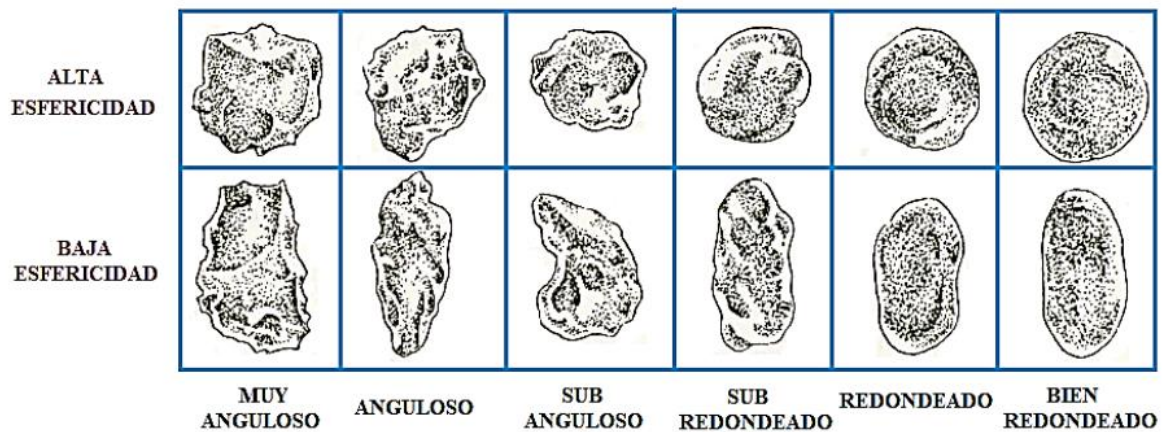 ALTA
ESFERICIDAD
BAJA
ESFERICIDAD
MUY
ANGULOSO
ANGULOSO
SUB
ANGULOSO
SUB
REDONDEADO
REDONDEADO
BIEN
REDONDEADO